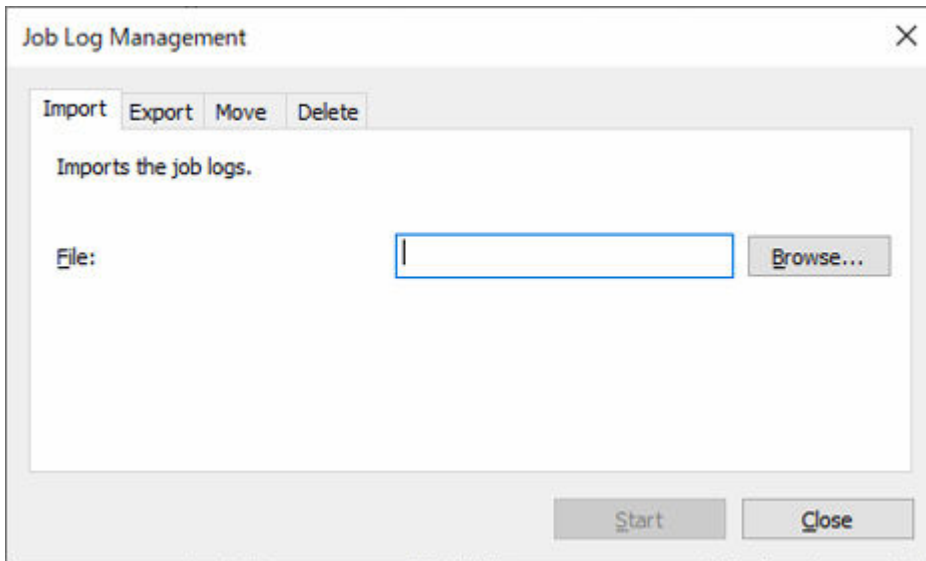 Job Log Management
Import Export Move Delete
Imports the job logs.
File: Browse...
Start Close